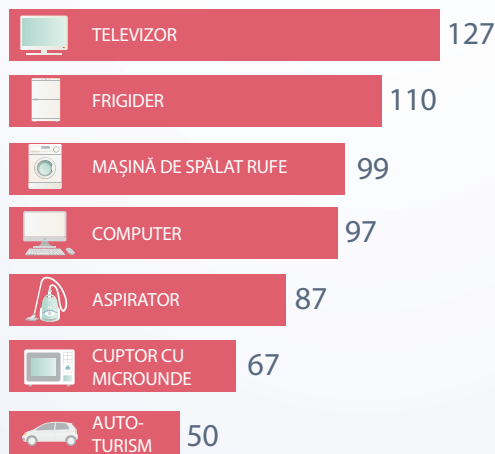 TELEVIZOR 127
FRIGIDER 110
MAȘINĂ DE SPĂLAT RUFE 99
COMPUTER 97
ASPIRATOR 87
CUPTOR CU
MICROUNDE 67
AUTO-
TURISM 50